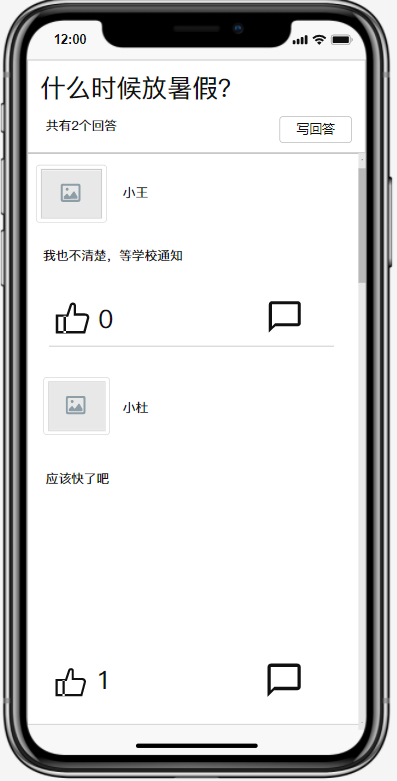 12:00
什么时候放暑假?
共有2个回答
写回答
小王
我也不清楚，等学校通知
0
小杜
应该快了吧
1